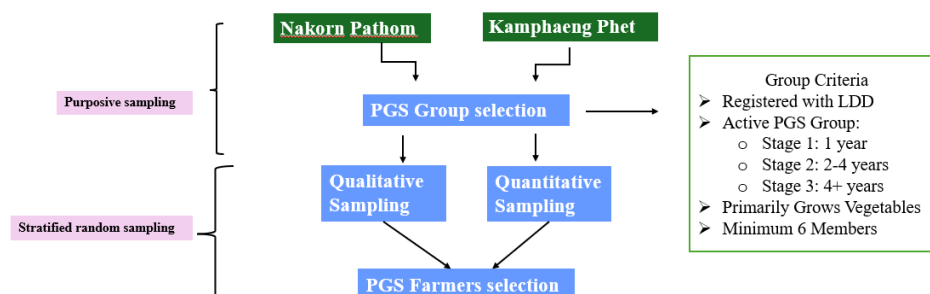 Nakorn Pathom
Kamphaeng Phet
Purposive sampling
PGS Group selection
Group Criteria
Registered with LDD
Active PGS Group:
Stage 1: 1 year
Stage 2: 2-4 years
Stage 3: 4+ years
Primarily Grows Vegetables
Minimum 6 Members
Qualitative
Sampling
Quantitative
Sampling
Stratified random sampling
PGS Farmers selection